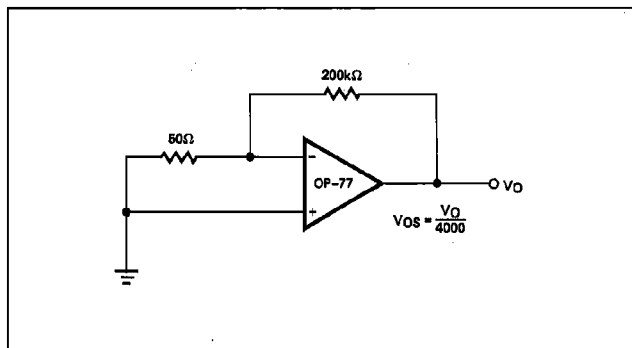 200kΩ
50Ω
−
OP-77
+
VO
VOS = VO
4000